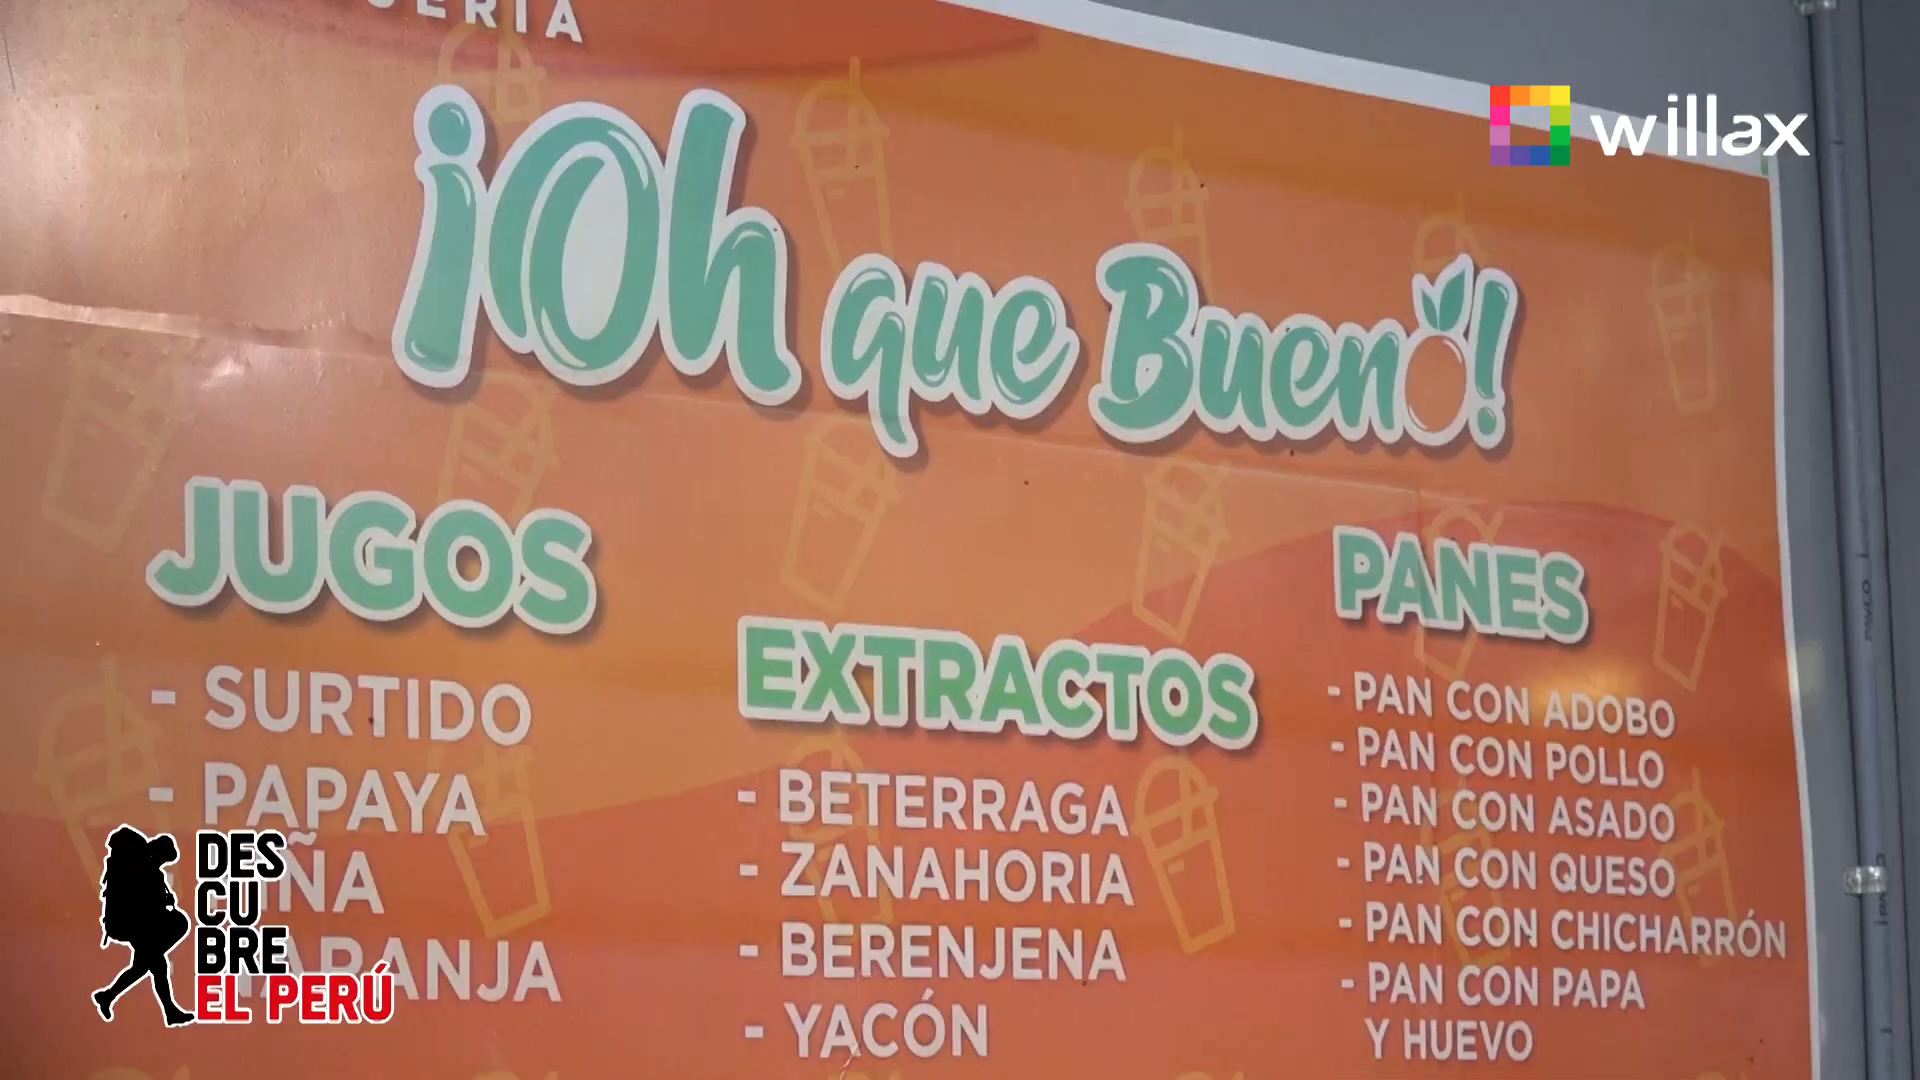 ¡Oh que Bueno!
willax
JUGOS
- SURTIDO
- PAPAYA
EXTRACTOS
- BETERRAGA
- ZANAHORIA
- BERENJENA
- YACÓN
PANES
- PAN CON ADOBO
- PAN CON POLLO
- PAN CON ASADO
- PAN CON QUESO
- PAN CON CHICHARRÓN
- PAN CON PAPA
Y HUEVO
DES
CU
BRE
EL PERÚ